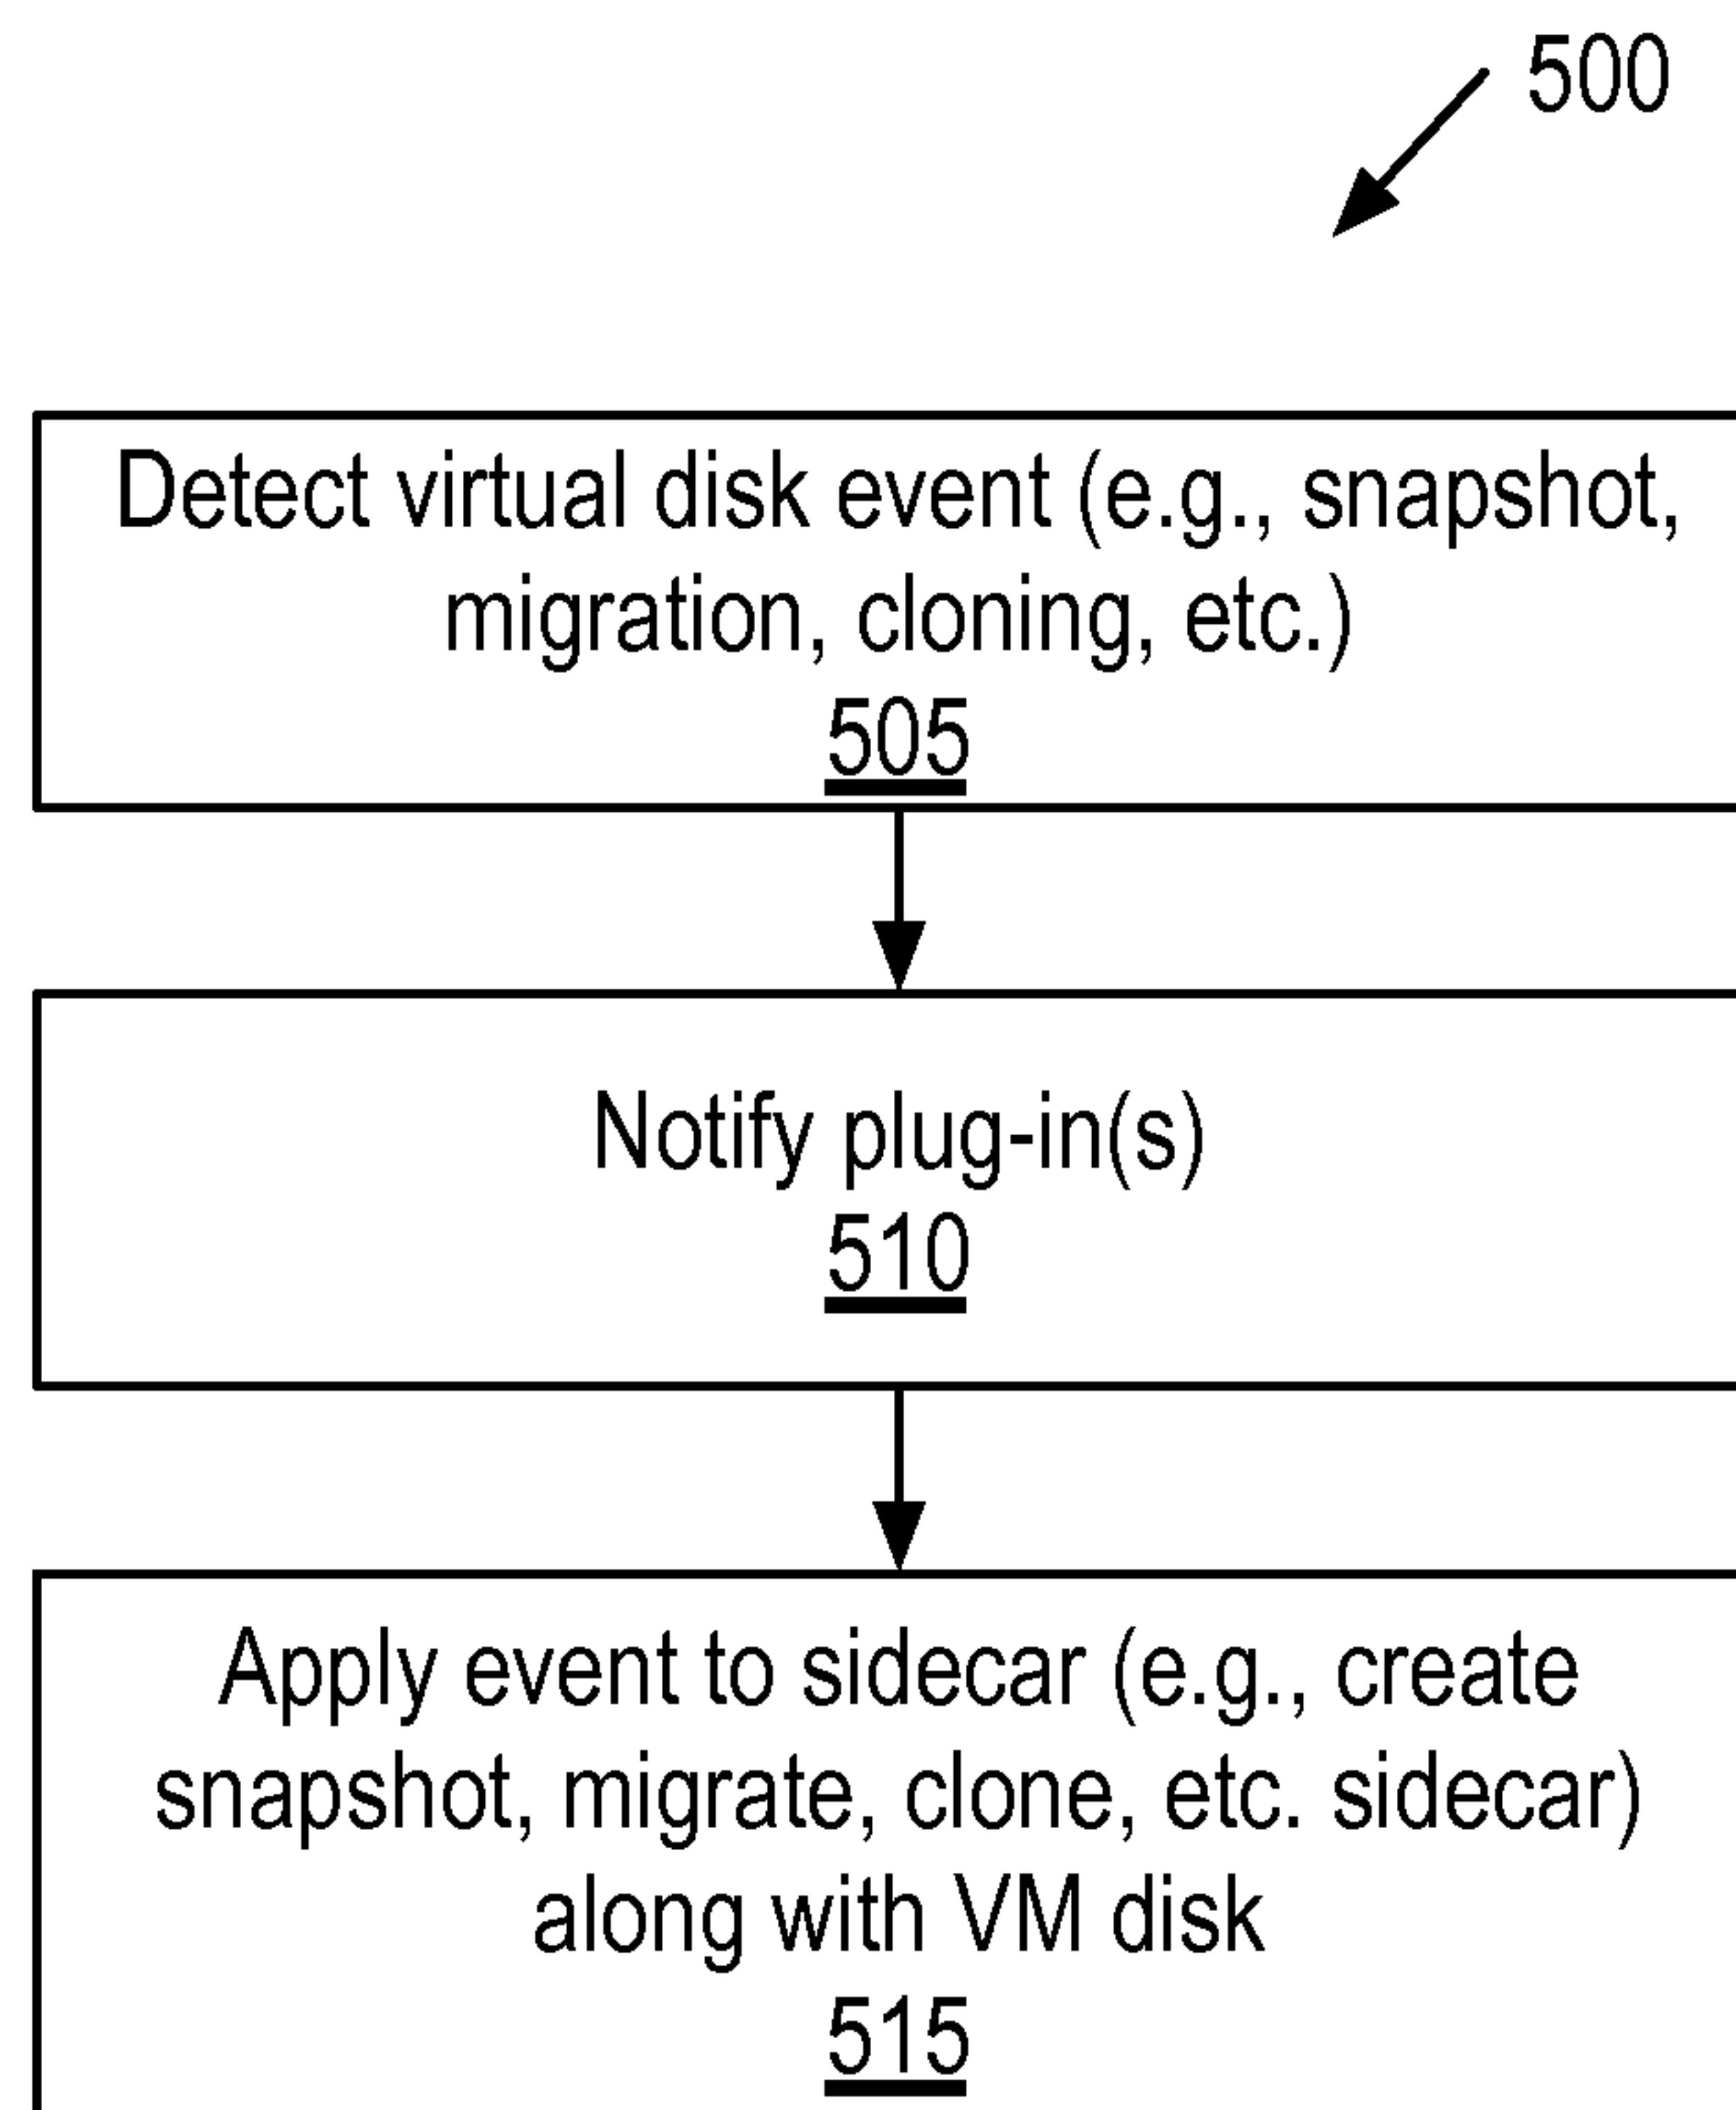 500
Detect virtual disk event (e.g., snapshot,
migration, cloning, etc.)
505
Notify plug-in(s)
510
Apply event to sidecar (e.g., create
snapshot, migrate, clone, etc. sidecar)
along with VM disk
515